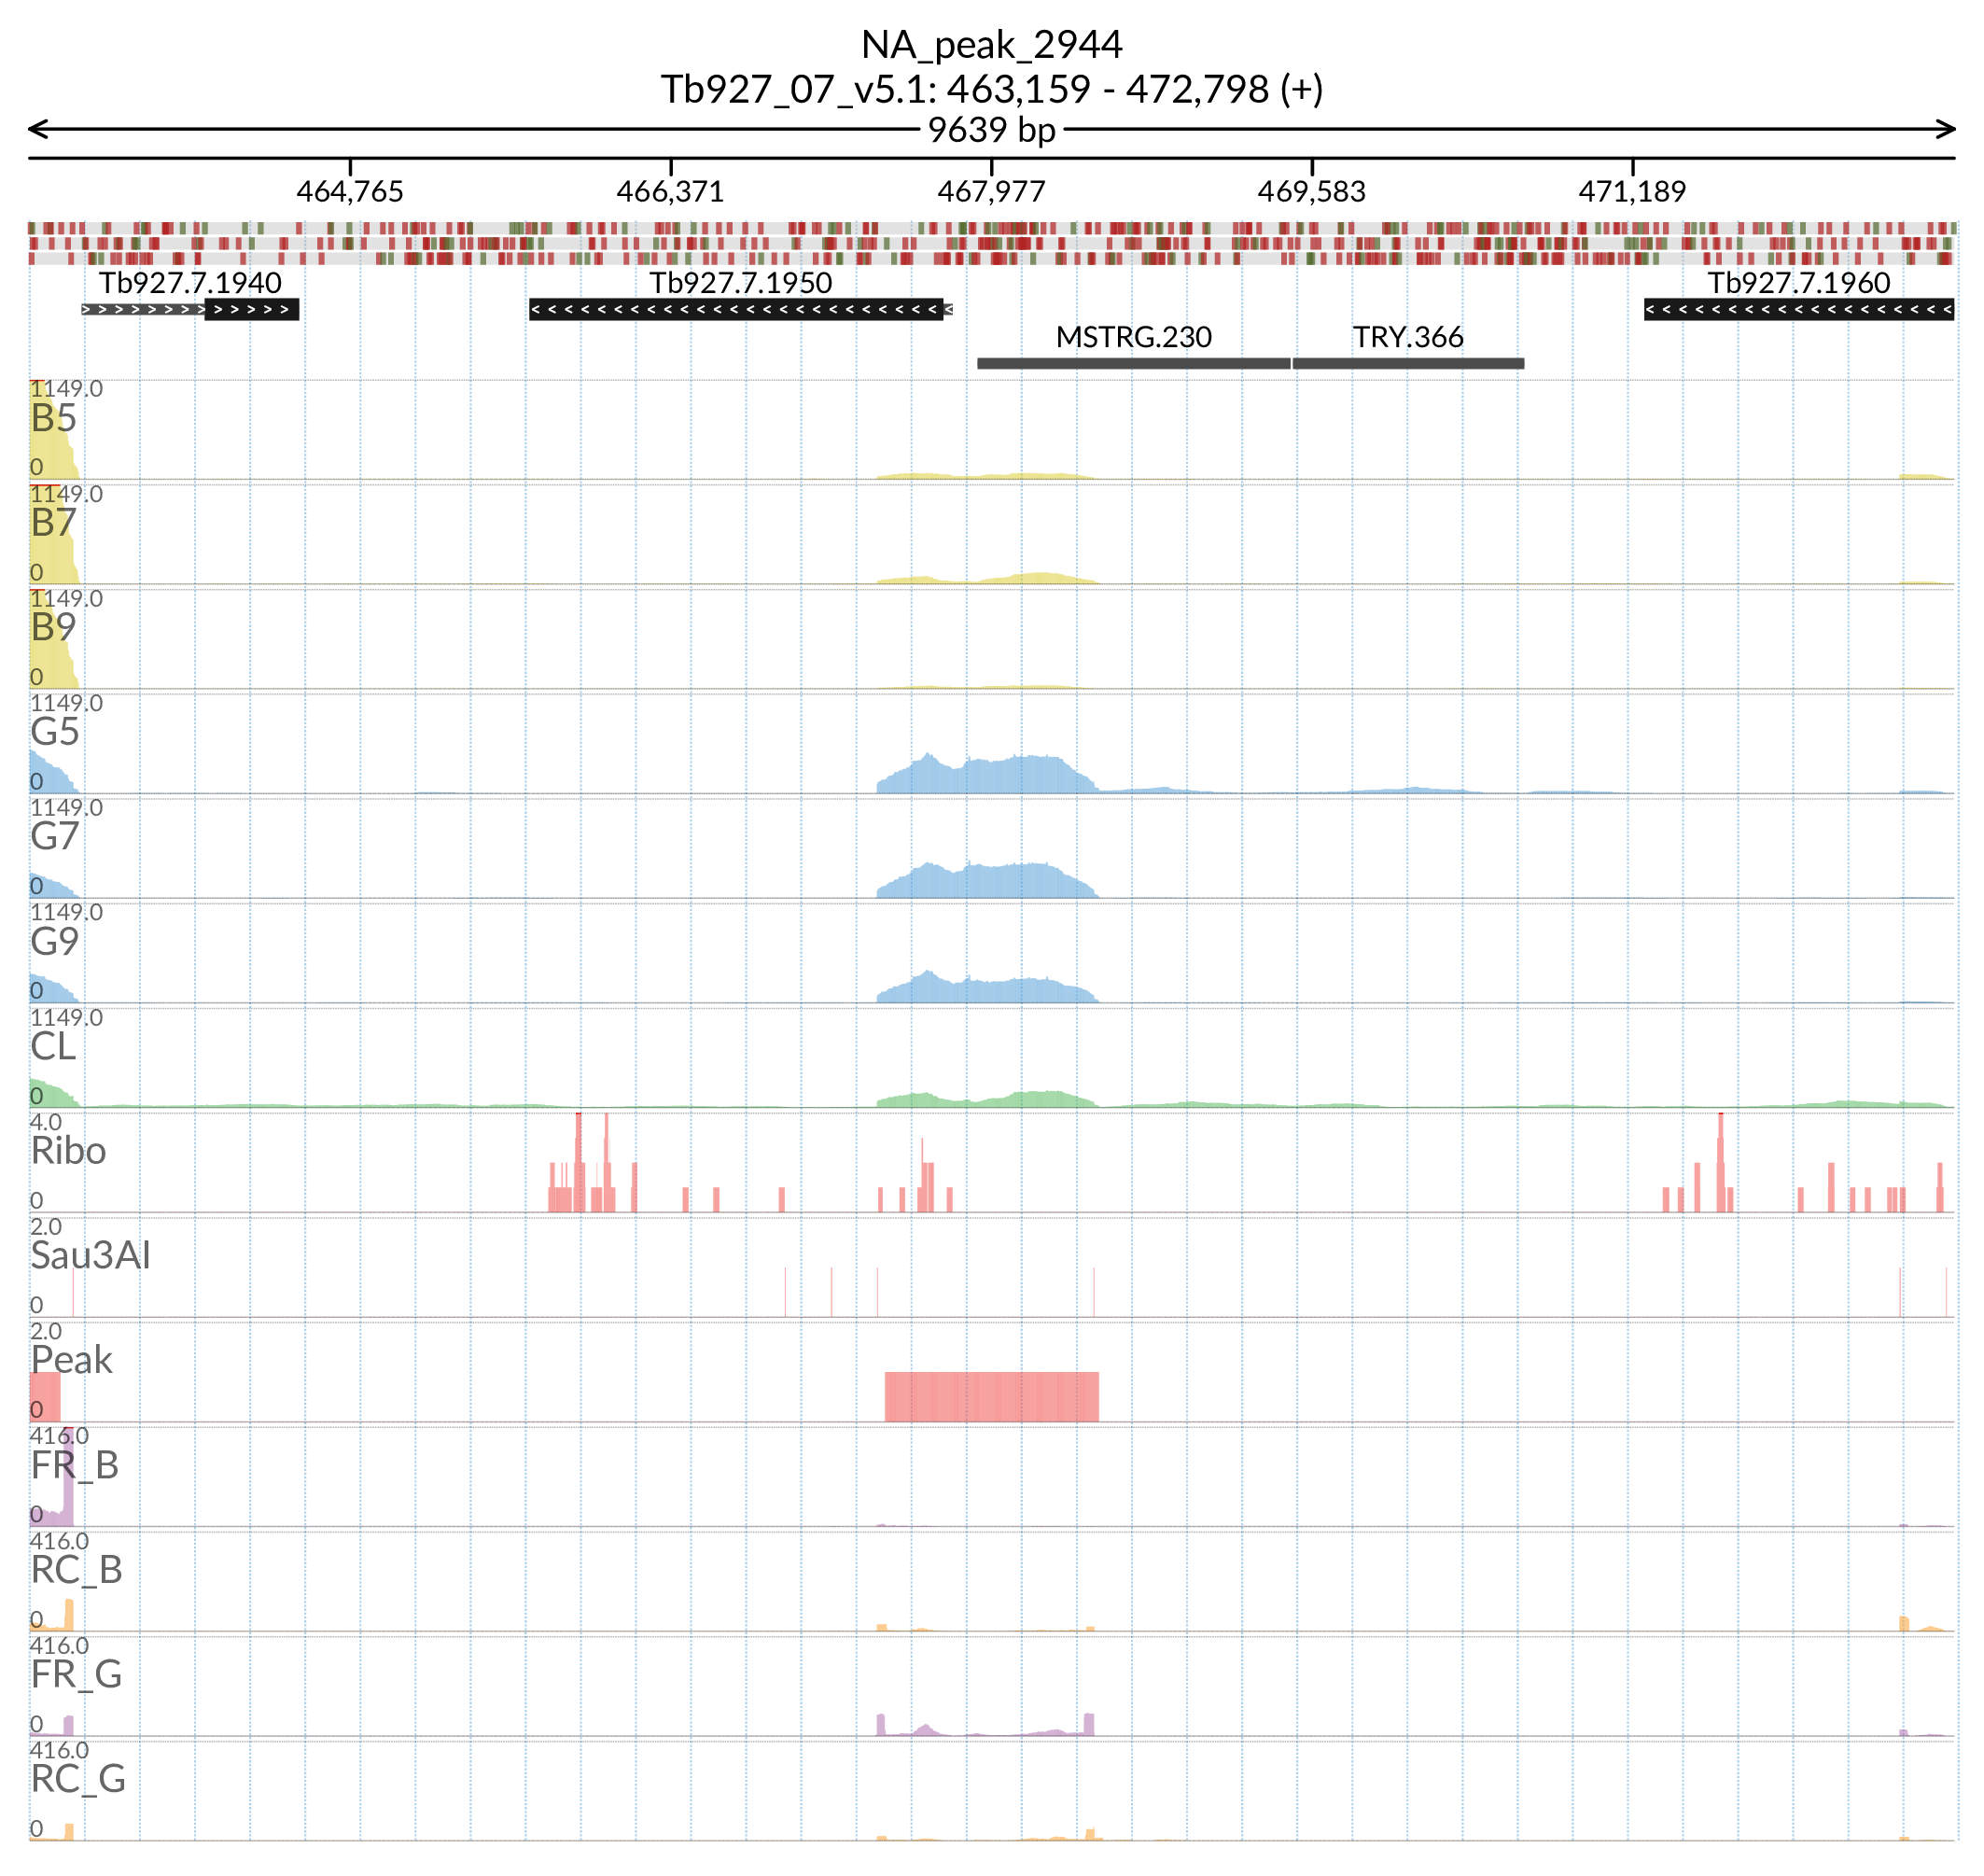 NA_peak_2944
Tb927_07_v5.1: 463,159 - 472,798 (+)
9639 bp
464,765 466,371 467,977 469,583 471,189
Tb927.7.1940 Tb927.7.1950 Tb927.7.1960
MSTRG.230 TRY.366
1149.0
B5
0
1149.0
B7
0
1149.0
B9
0
1149.0
G5
0
1149.0
G7
0
1149.0
G9
0
1149.0
CL
0
4.0
Ribo
0
2.0
Sau3AI
0
2.0
Peak
0
416.0
FR_B
0
416.0
RC_B
0
416.0
FR_G
0
416.0
RC_G
0